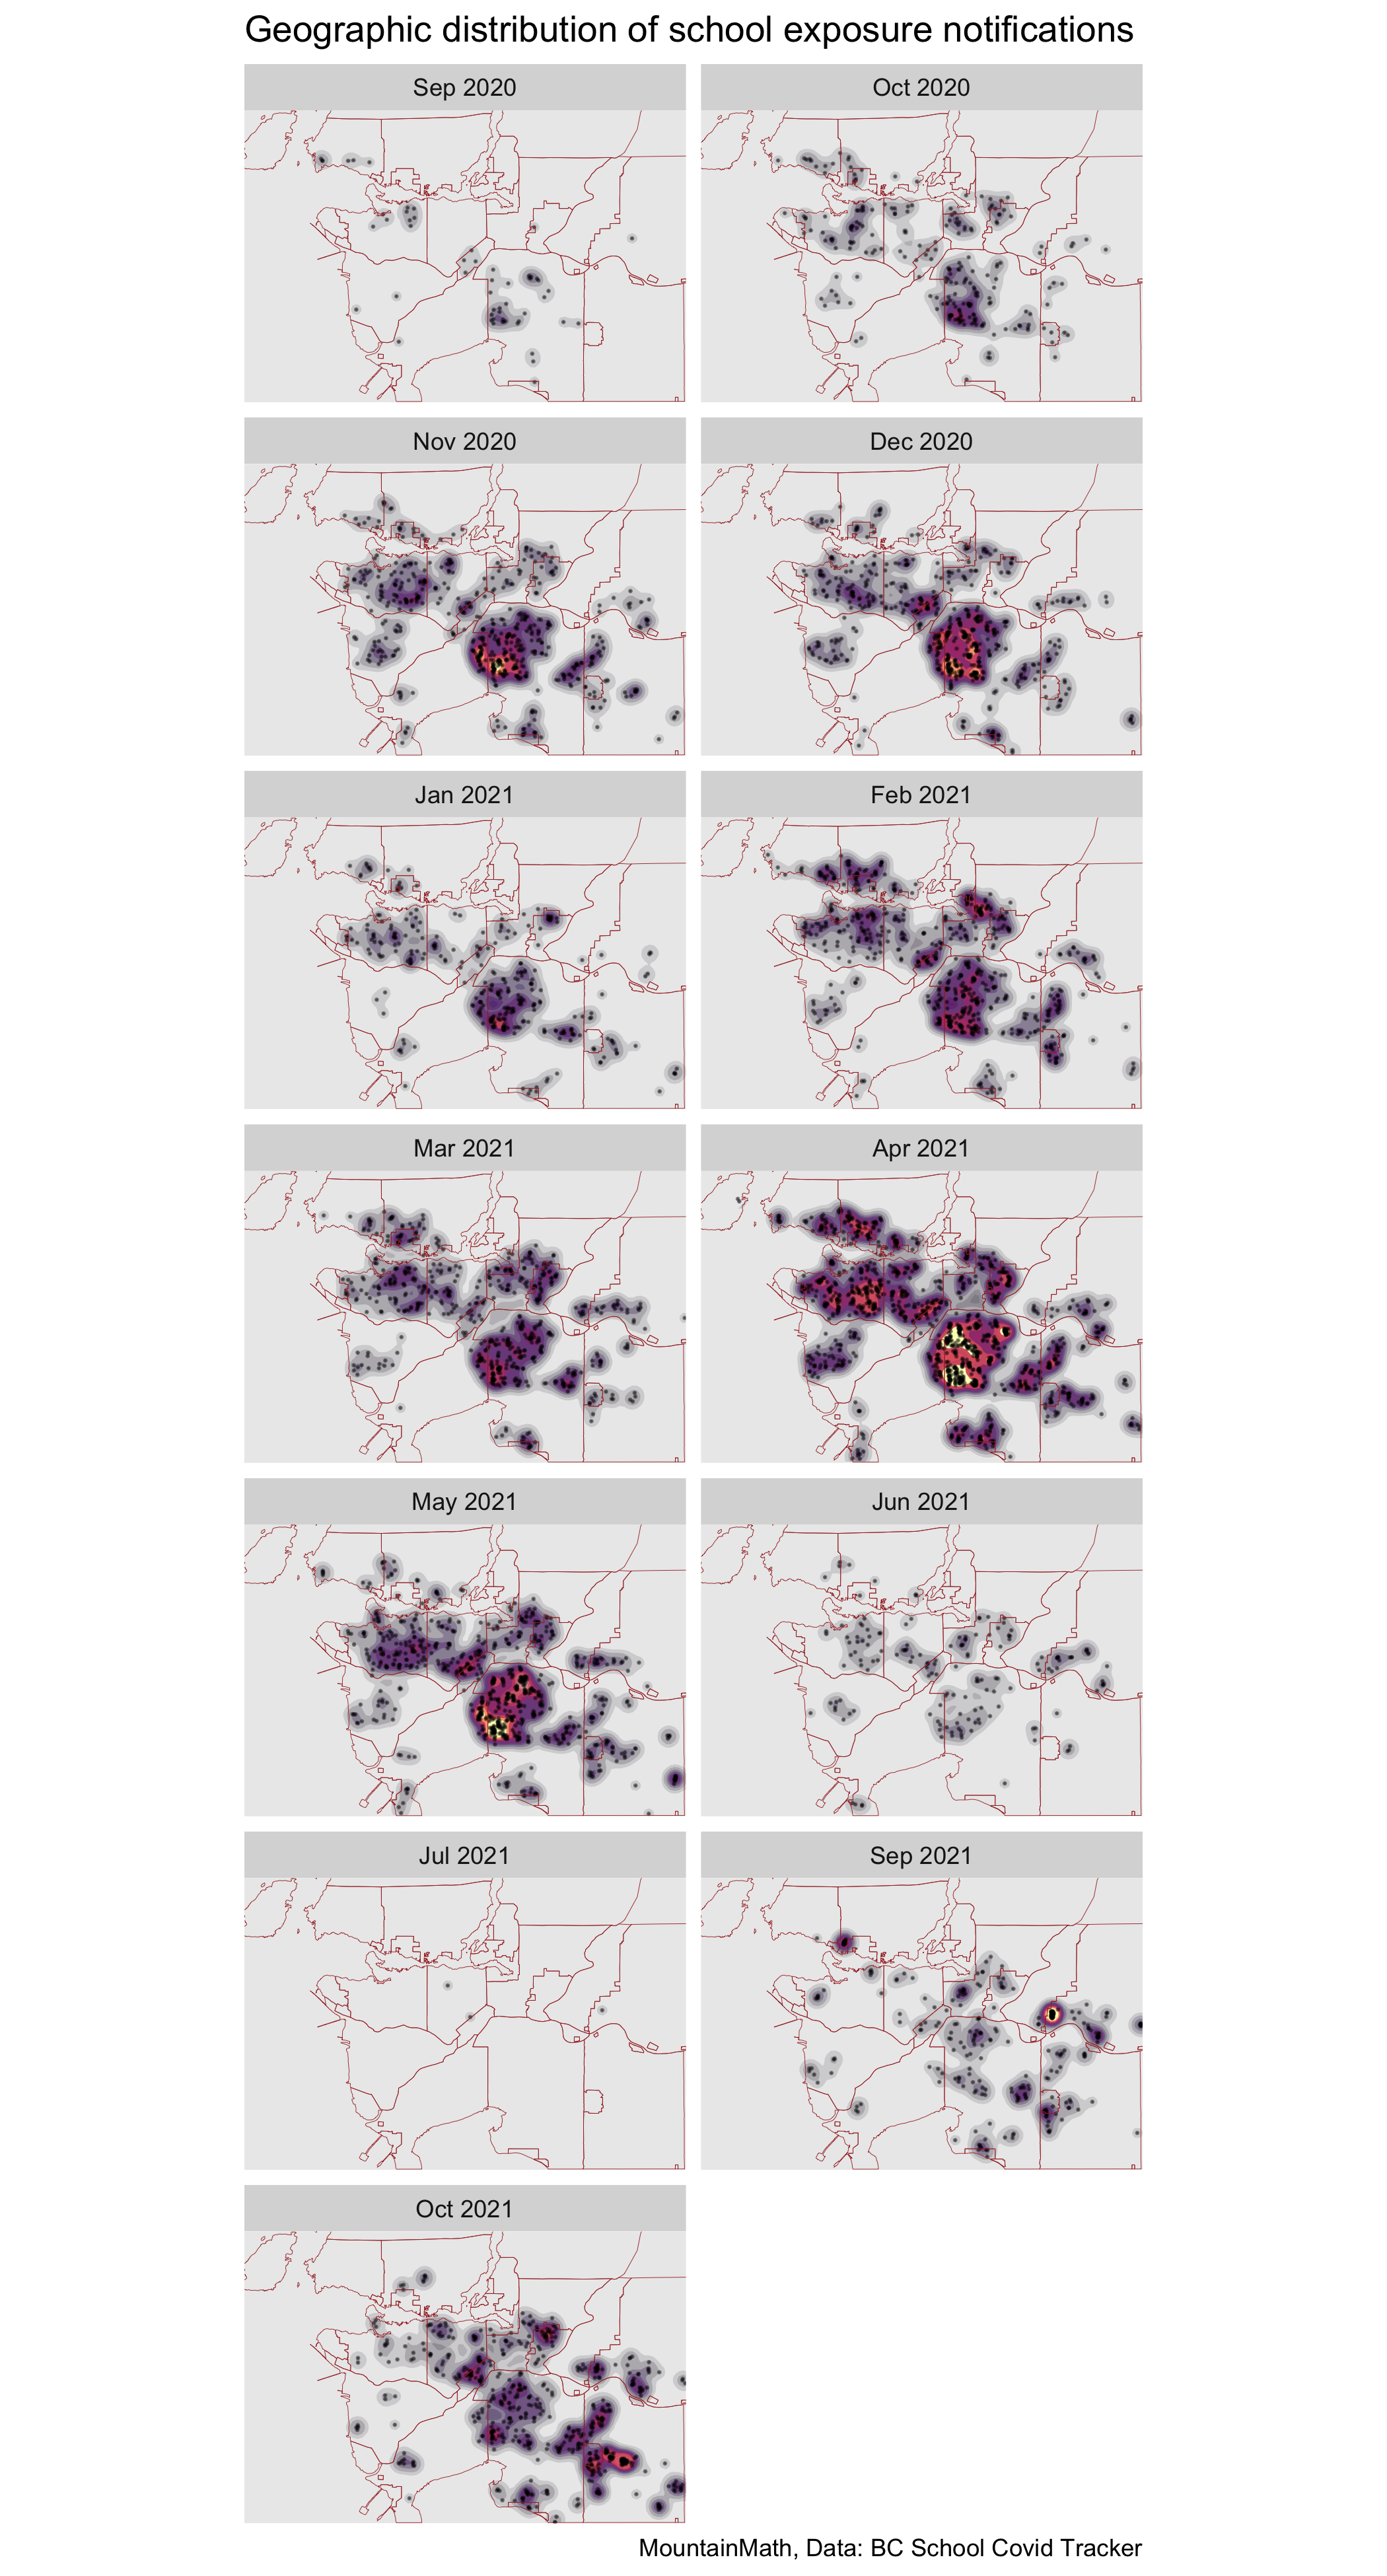 Geographic distribution of school exposure notifications
Sep 2020
Oct 2020
Nov 2020
Dec 2020
Jan 2021
Feb 2021
Mar 2021
Apr 2021
May 2021
Jun 2021
Jul 2021
Sep 2021
Oct 2021
MountainMath, Data: BC School Covid Tracker